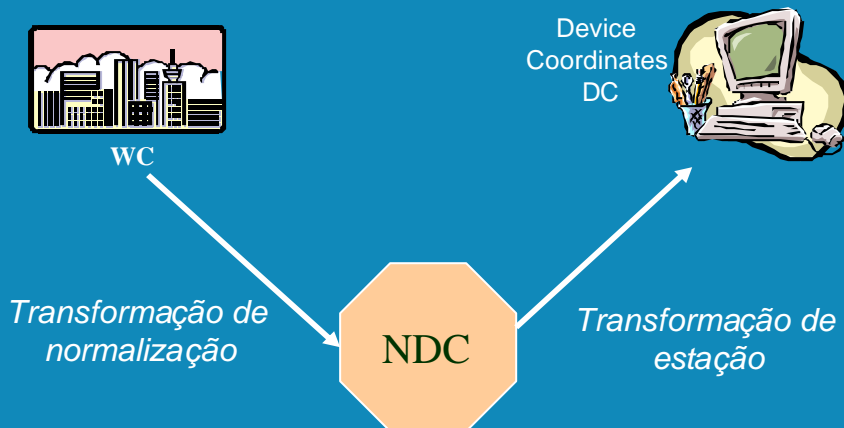 WC
Device
Coordinates
DC
Transformação de
normalização
NDC
Transformação de
estação